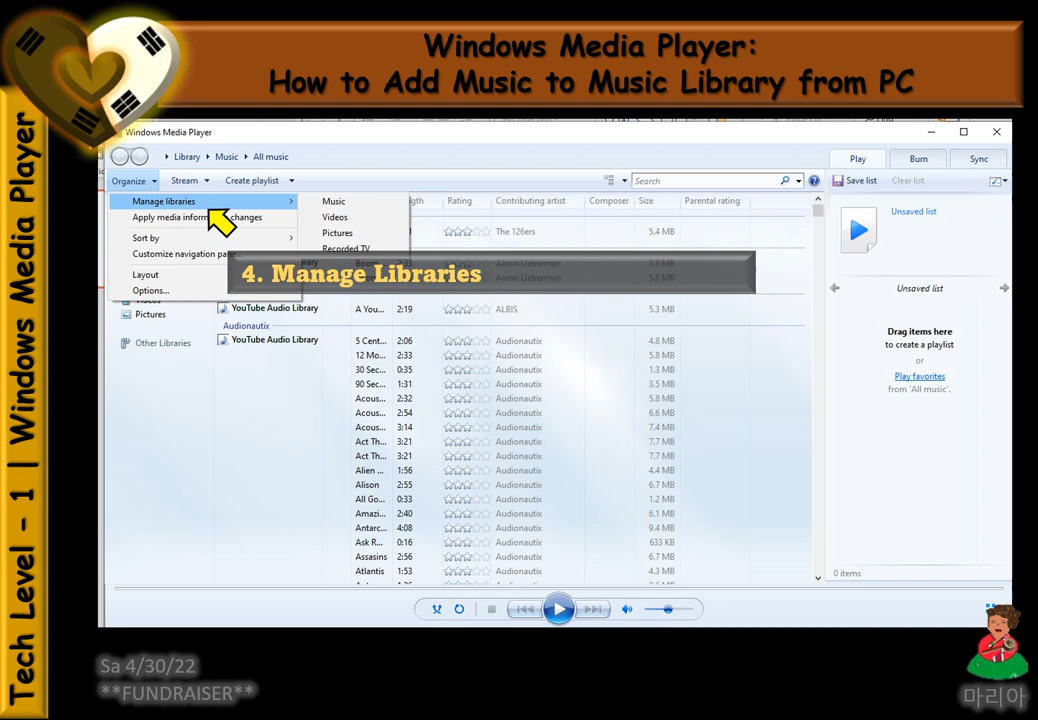 Windows Media Player:
How to Add Music to Music Library from PC
Tech Level - 1 | Windows Media Player
Windows Media Player
Library Music All music
Play Burn Sync
Organize Stream Create playlist Search Save list Clear list
Manage libraries
Apply media changes
Sort by
Customize navigation
Layout
Options...
Music
Videos
Pictures
Recorded TV
4. Manage Libraries
Rating Contributing artist Composer Size Parental rating
The 126ers 5.4 MB
Aaron Lieberman 5.8 MB
Aaron Lieberman 5.8 MB
Pictures
Other Libraries
YouTube Audio Library A You... 2:19 ALBIS 5.3 MB
Audionautix
YouTube Audio Library 5 Cent... 2:06 Audionautix 4.8 MB
12 Mo... 2:33 Audionautix 5.8 MB
30 Sec... 0:35 Audionautix 1.3 MB
90 Sec... 1:31 Audionautix 3.5 MB
Acous... 2:32 Audionautix 5.8 MB
Acous... 2:54 Audionautix 6.6 MB
Acous... 3:14 Audionautix 7.4 MB
Act Th... 3:21 Audionautix 7.7 MB
Act Th... 3:21 Audionautix 7.7 MB
Alien ... 1:56 Audionautix 4.4 MB
Alison 2:55 Audionautix 6.7 MB
All Go... 0:33 Audionautix 1.2 MB
Amazi... 2:40 Audionautix 6.1 MB
Antarc... 4:08 Audionautix 9.4 MB
Ask R... 0:16 Audionautix 633 KB
Assasins 2:56 Audionautix 6.7 MB
Atlantis 1:53 Audionautix 4.3 MB
Unsaved list
Unsaved list
Drag items here
to create a playlist
or
Play favorites
from 'All music'.
0 items
Sa 4/30/22
**FUNDRAISER**
마리아